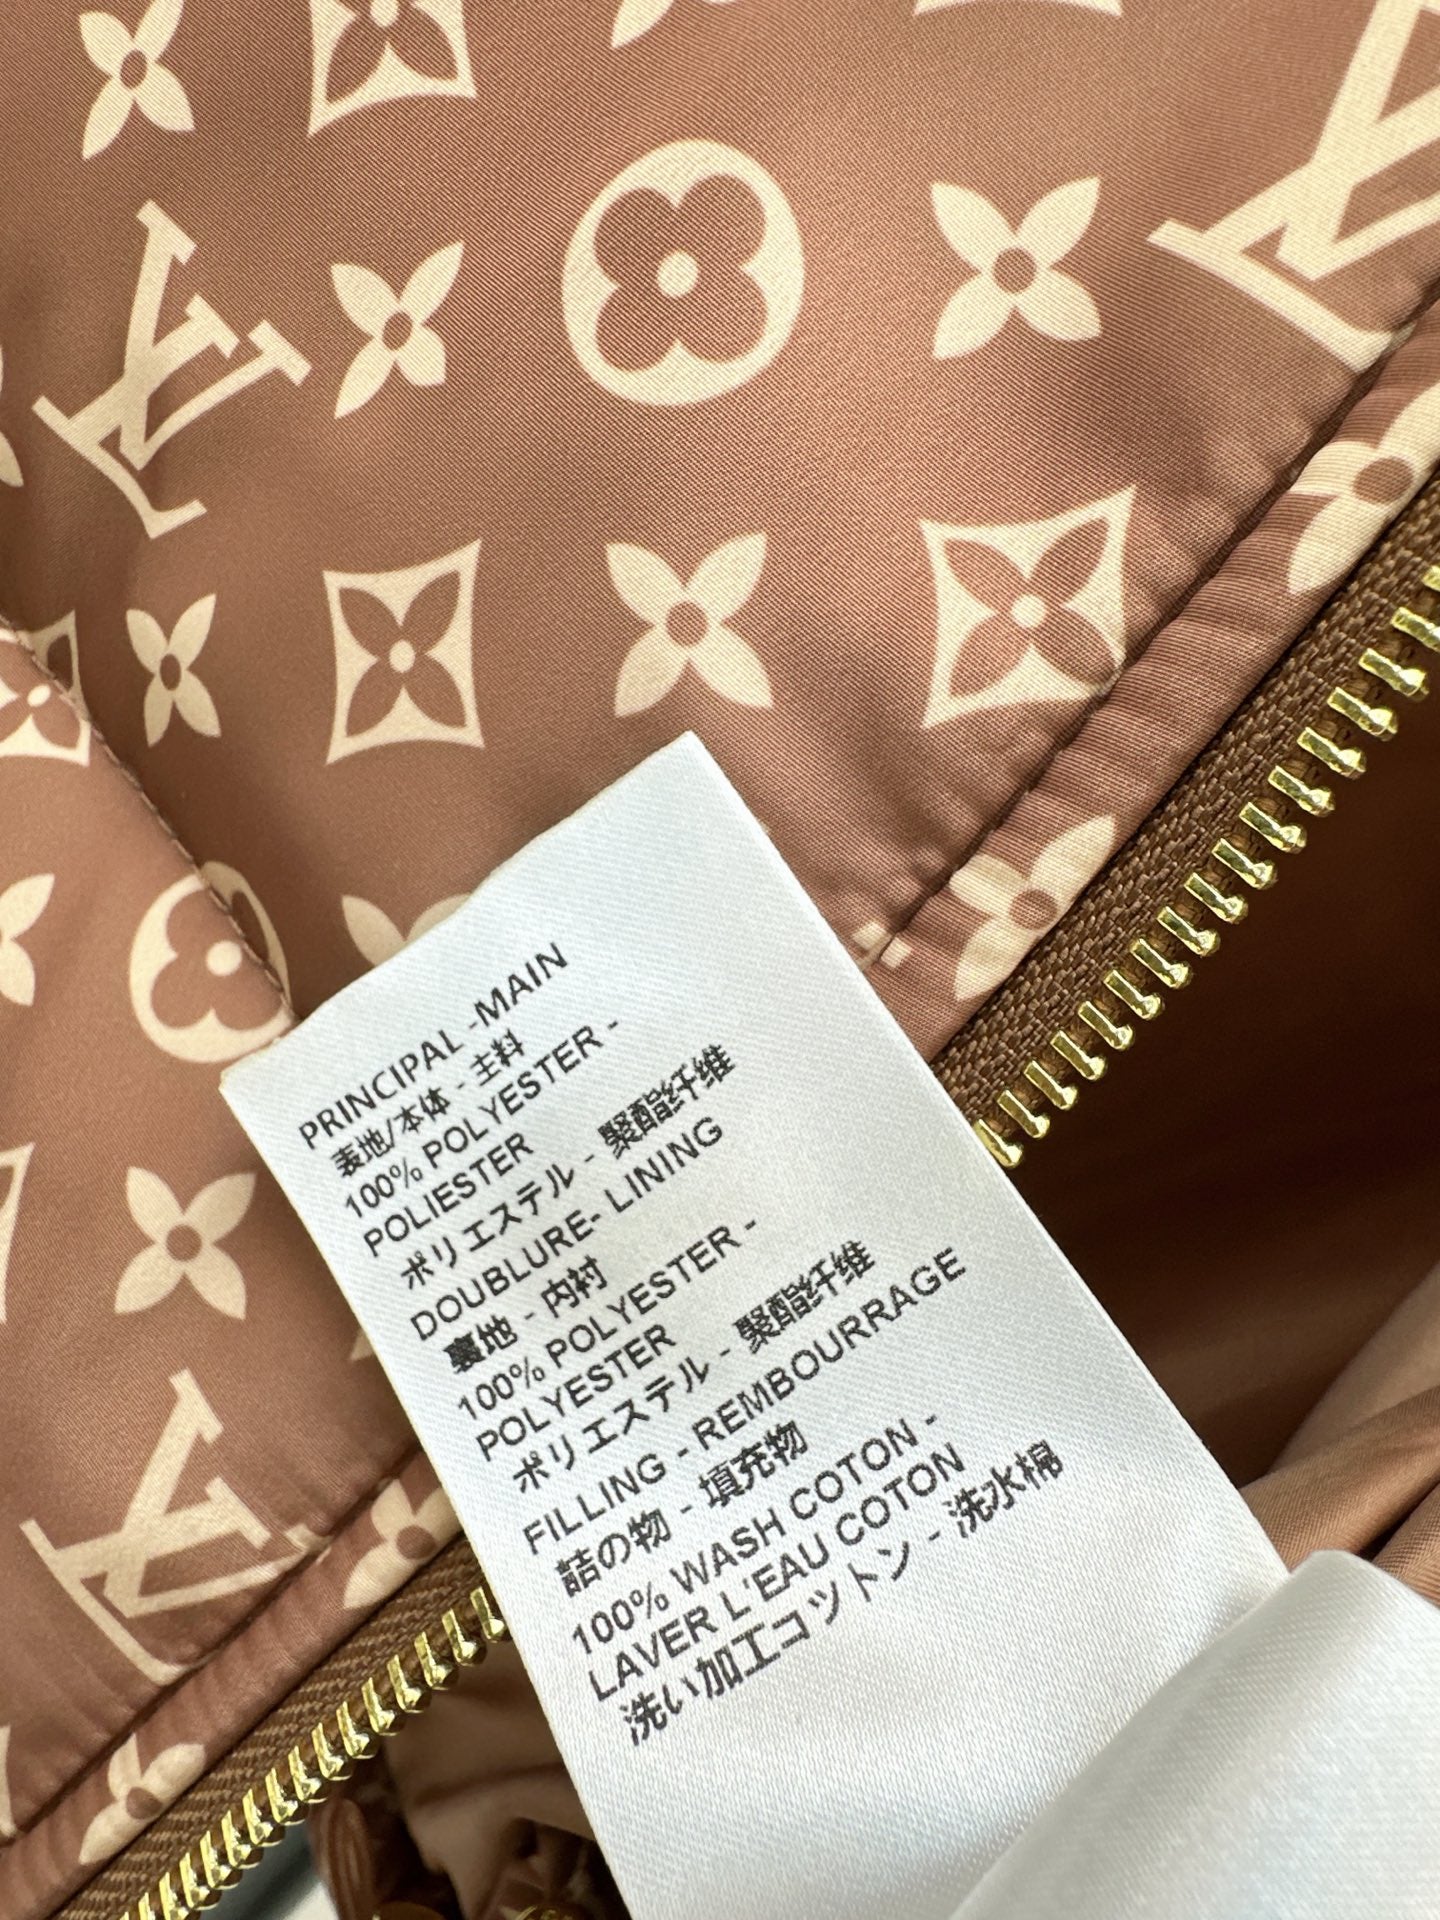 PRINCIPAL -MAIN
表地/本体 - 主料
100% POLYESTER -
POLIESTER
ポリエステル - 聚酯纤维
DOUBLURE- LINING
裏地 - 内衬
100% POLYESTER -
POLYESTER
ポリエステル - 聚酯纤维
FILLING - REMBOURRAGE
詰の物 - 填充物
100% WASH COTON -
LAVER L'EAU COTON
洗い加工コットン - 洗水棉